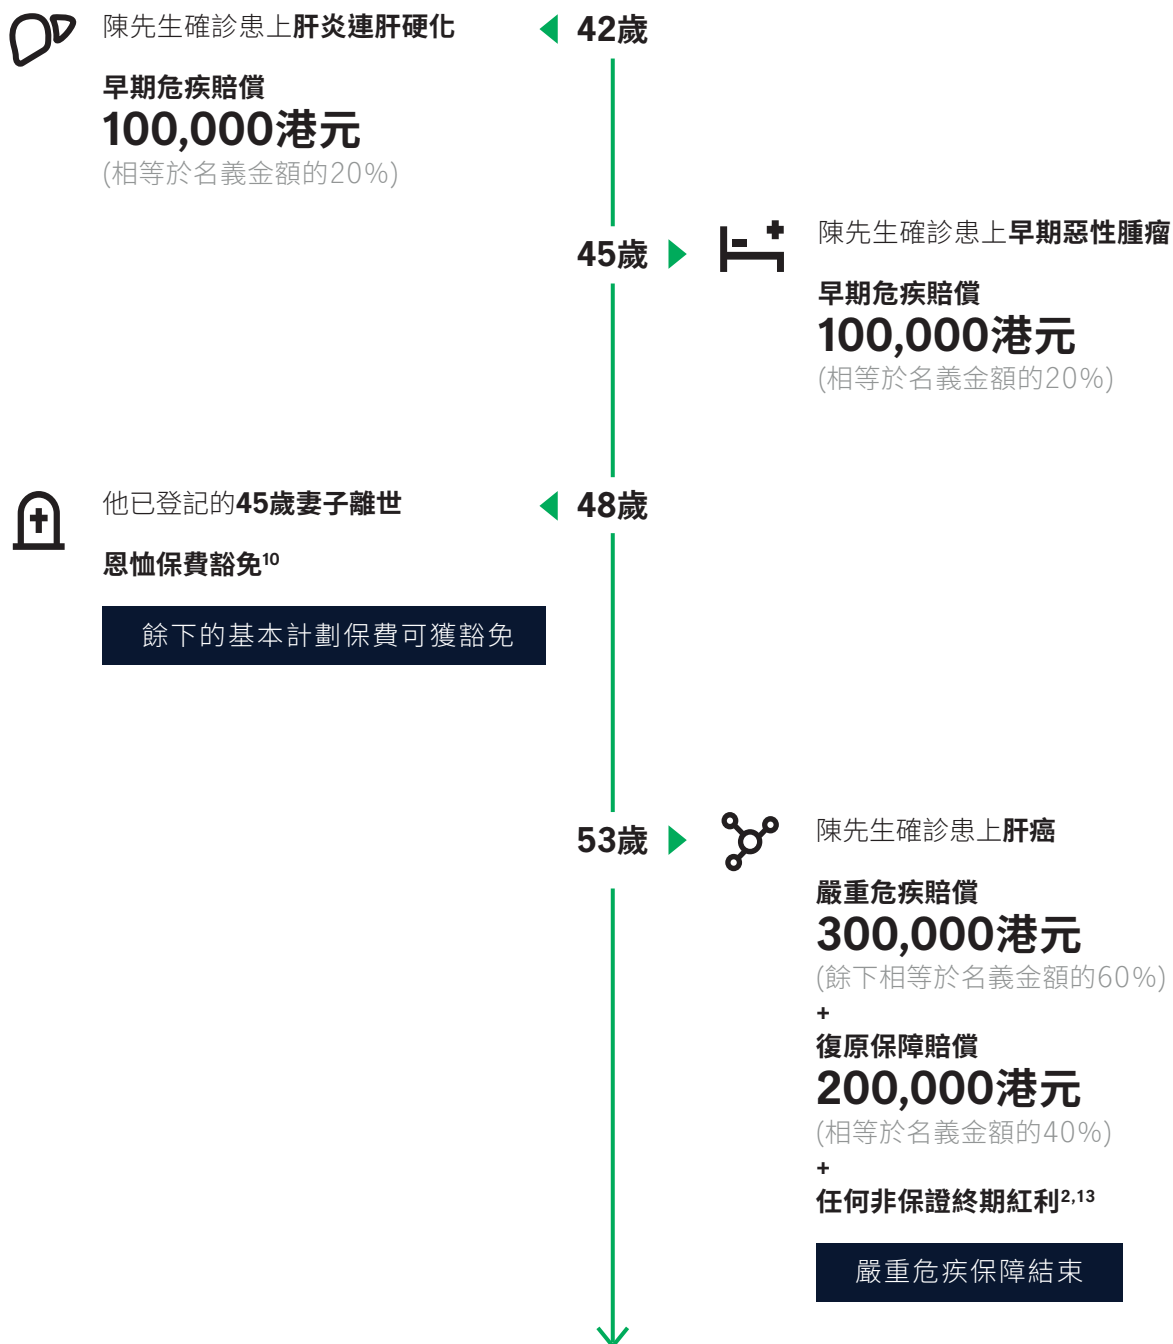 42歲
陳先生確診患上肝炎連肝硬化
早期危疾賠償
100,000港元
(相等於名義金額的20%)
45歲
陳先生確診患上早期惡性腫瘤
早期危疾賠償
100,000港元
(相等於名義金額的20%)
48歲
他已登記的45歲妻子離世
恩恤保費豁免10
餘下的基本計劃保費可獲豁免
53歲
陳先生確診患上肝癌
嚴重危疾賠償
300,000港元
(餘下相等於名義金額的60%)
+
復原保障賠償
200,000港元
(相等於名義金額的40%)
+
任何非保證終期紅利2,13
嚴重危疾保障結束